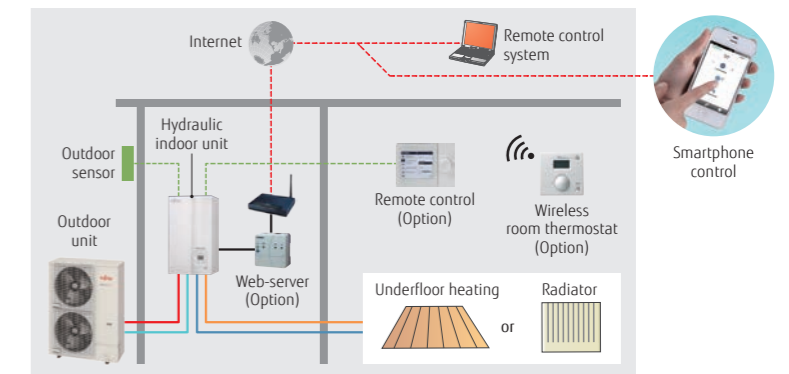 Internet
Remote control
system
Smartphone
control
Hydraulic
indoor unit
Outdoor
sensor
Outdoor
unit
Remote control
(Option)
Wireless
room thermostat
(Option)
Web-server
(Option)
Underfloor heating
or
Radiator